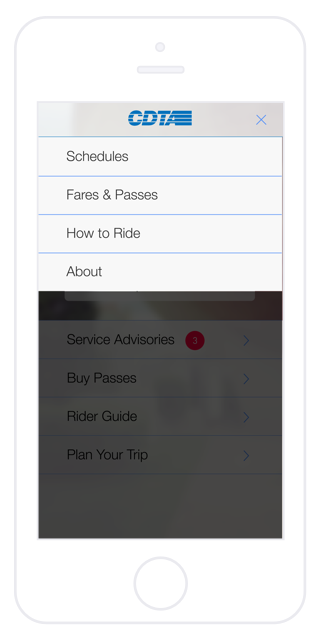 CDTA
Schedules
Fares & Passes
How to Ride
About
Service Advisories 3
Buy Passes
Rider Guide
Plan Your Trip